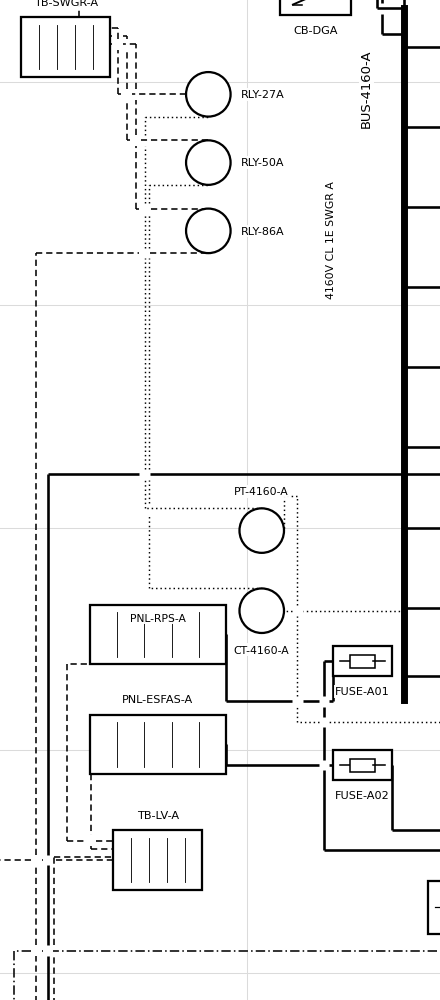 TB-SWGR-A
CB-DGA
RLY-27A
BUS-4160-A
RLY-50A
4160V CL 1E SWGR A
RLY-86A
PT-4160-A
PNL-RPS-A
CT-4160-A
FUSE-A01
PNL-ESFAS-A
FUSE-A02
TB-LV-A